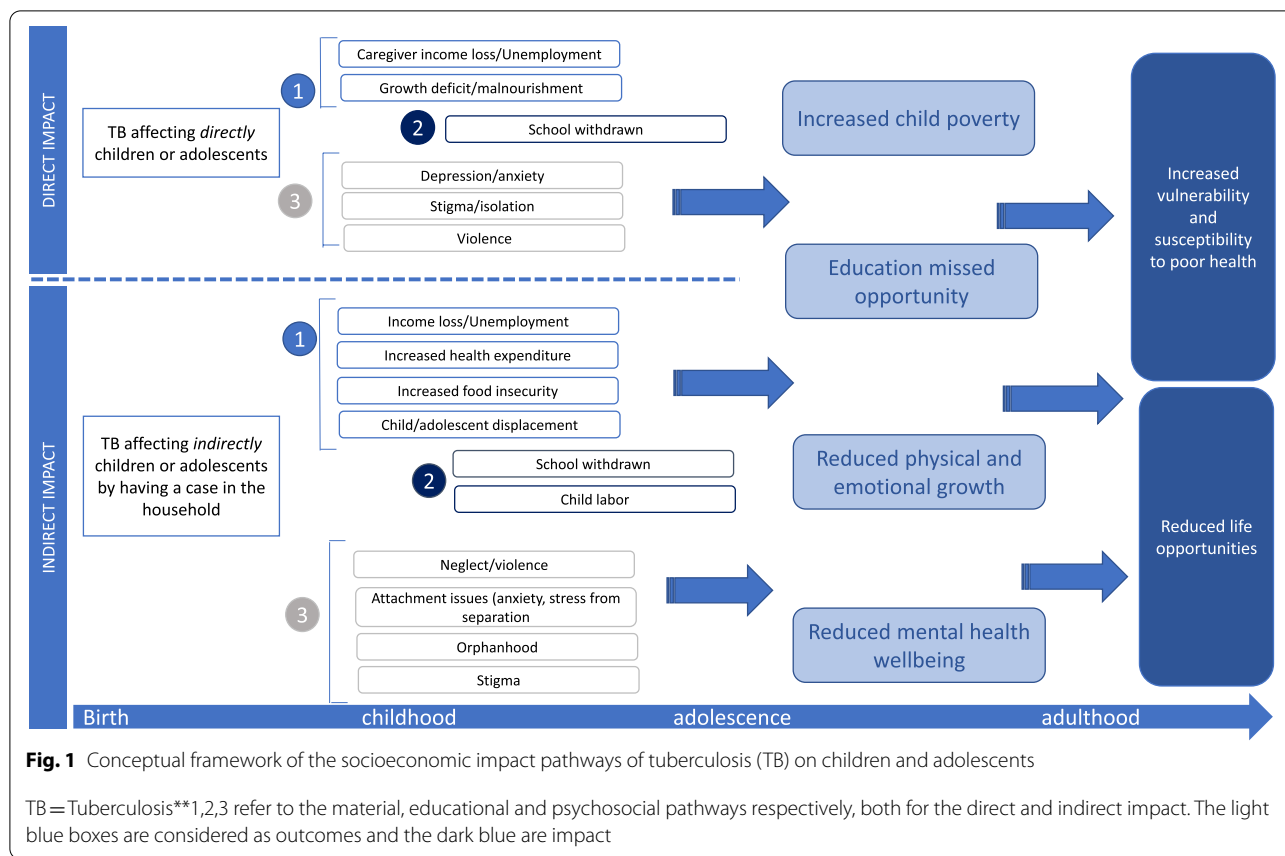 DIRECT IMPACT
TB affecting directly
children or adolescents
1
Caregiver income loss/Unemployment
Growth deficit/malnourishment
2
School withdrawn
3
Depression/anxiety
Stigma/isolation
Violence
INDIRECT IMPACT
TB affecting indirectly
children or adolescents
by having a case in the
household
1
Income loss/Unemployment
Increased health expenditure
Increased food insecurity
Child/adolescent displacement
2
School withdrawn
Child labor
3
Neglect/violence
Attachment issues (anxiety, stress from
separation
Orphanhood
Stigma
Increased child poverty
Education missed
opportunity
Reduced physical and
emotional growth
Reduced mental health
wellbeing
Increased
vulnerability
and
susceptibility
to poor health
Reduced life
opportunities
Birth childhood adolescence adulthood
Fig. 1 Conceptual framework of the socioeconomic impact pathways of tuberculosis (TB) on children and adolescents
TB = Tuberculosis**1,2,3 refer to the material, educational and psychosocial pathways respectively, both for the direct and indirect impact. The light
blue boxes are considered as outcomes and the dark blue are impact